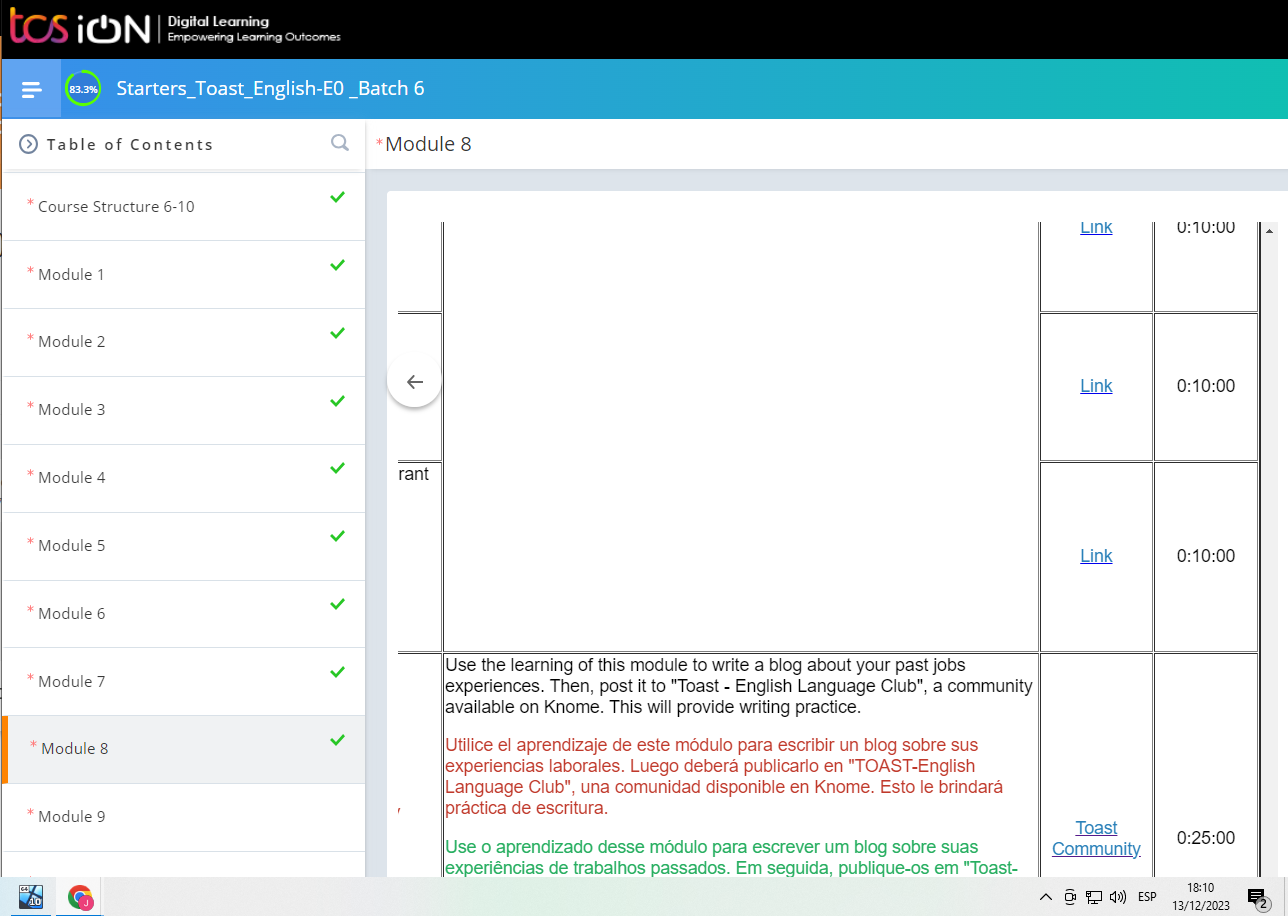 tcs iON
Digital Learning
Empowering Learning Outcomes
83.3%
Starters_Toast_English-E0 _Batch 6
Table of Contents
*Module 8
* Course Structure 6-10
* Module 1
* Module 2
* Module 3
* Module 4
* Module 5
* Module 6
* Module 7
* Module 8
* Module 9
Link
0:10:00
Link
0:10:00
rant
Link
0:10:00
Use the learning of this module to write a blog about your past jobs
experiences. Then, post it to "Toast - English Language Club", a community
available on Knome. This will provide writing practice.
Utilice el aprendizaje de este módulo para escribir un blog sobre sus
experiencias laborales. Luego deberá publicarlo en "TOAST-English
Language Club", una comunidad disponible en Knome. Esto le brindará
práctica de escritura.
Use o aprendizado desse módulo para escrever um blog sobre suas
experiências de trabalhos passados. Em seguida, publique-os em "Toast-
Toast
Community
0:25:00
ESP
18:10
13/12/2023
2